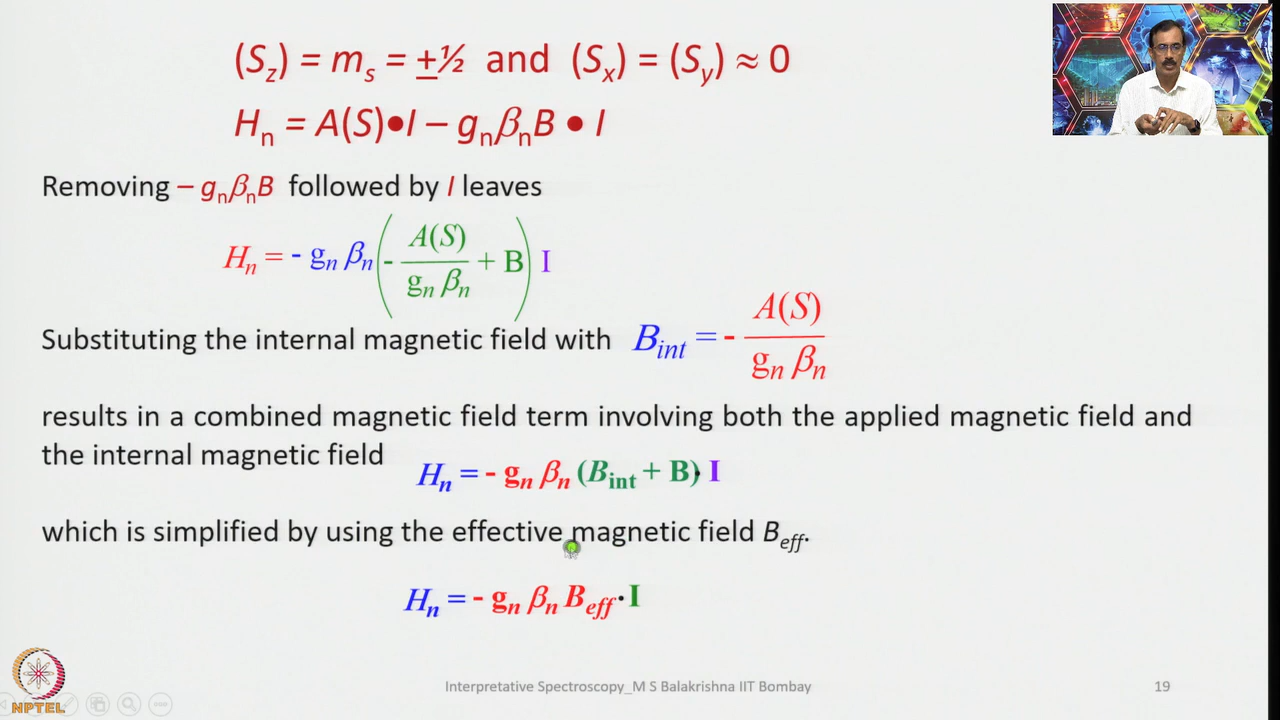 (S_z) = m_s = ±½ and (S_x) = (S_y) ≈ 0
H_n = A(S)•I – g_nβ_nB • I
Removing – g_nβ_nB followed by I leaves
H_n = - g_n β_n ( - A(S) / g_n β_n + B ) I
Substituting the internal magnetic field with B_int = - A(S) / g_n β_n
results in a combined magnetic field term involving both the applied magnetic field and
the internal magnetic field
H_n = - g_n β_n (B_int + B)· I
which is simplified by using the effective magnetic field B_eff.
H_n = - g_n β_n B_eff · I
Interpretative Spectroscopy_M S Balakrishna IIT Bombay
19
NPTEL